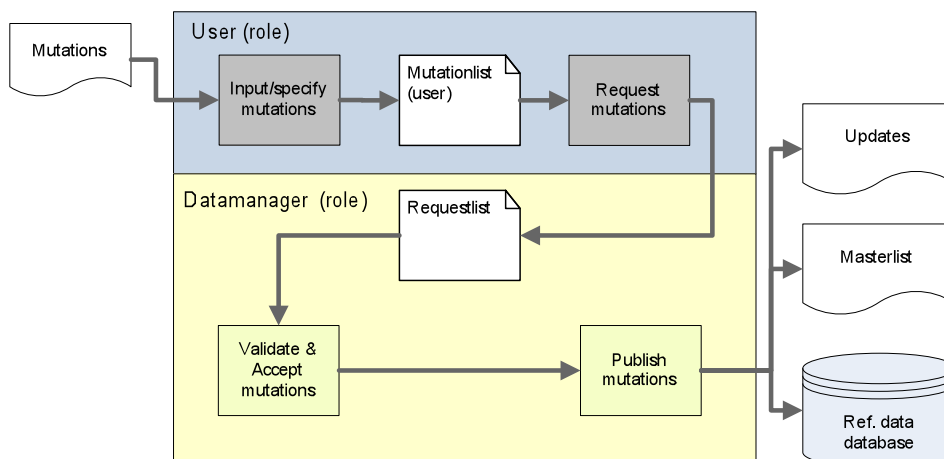 User (role)
Mutations
Input/specify
mutations
Mutationlist
(user)
Request
mutations
Updates
Datamanager (role)
Requestlist
Masterlist
Validate &
Accept
mutations
Publish
mutations
Ref. data
database